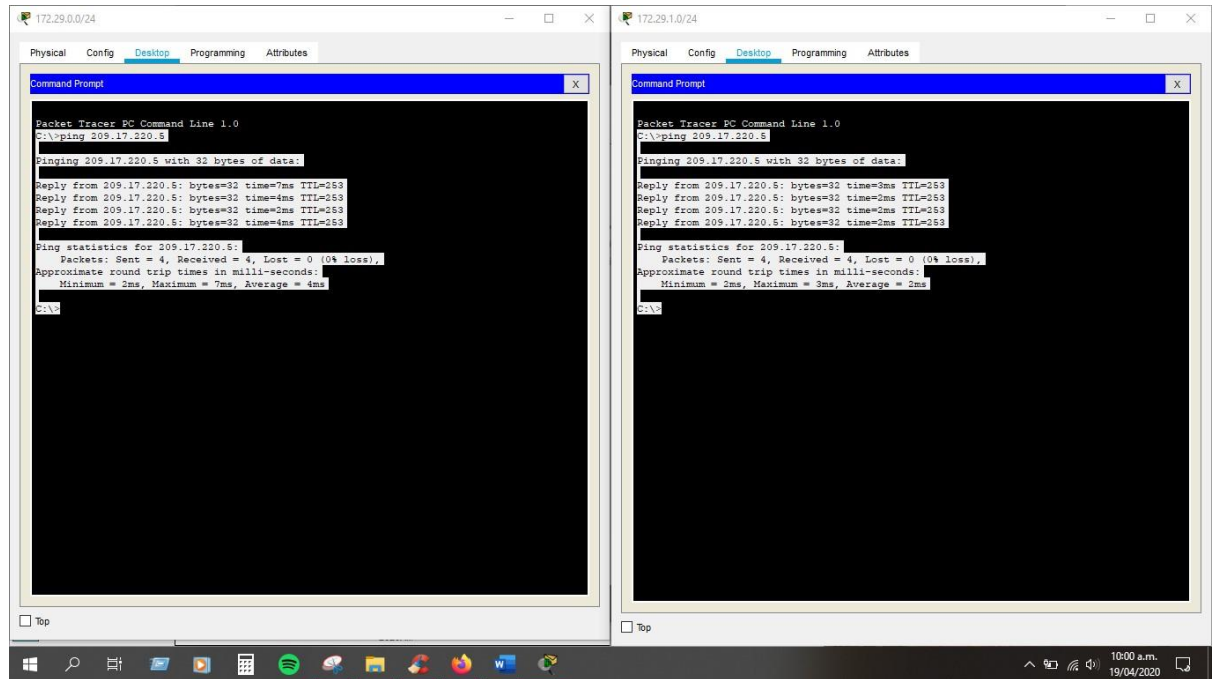 172.29.0.0/24
Physical Config Desktop Programming Attributes
Command Prompt
X
Packet Tracer PC Command Line 1.0
C:\>ping 209.17.220.5
Pinging 209.17.220.5 with 32 bytes of data:
Reply from 209.17.220.5: bytes=32 time=7ms TTL=253
Reply from 209.17.220.5: bytes=32 time=4ms TTL=253
Reply from 209.17.220.5: bytes=32 time=2ms TTL=253
Reply from 209.17.220.5: bytes=32 time=4ms TTL=253
Ping statistics for 209.17.220.5:
Packets: Sent = 4, Received = 4, Lost = 0 (0% loss),
Approximate round trip times in milli-seconds:
Minimum = 2ms, Maximum = 7ms, Average = 4ms
C:\>
Top
172.29.1.0/24
Physical Config Desktop Programming Attributes
Command Prompt
X
Packet Tracer PC Command Line 1.0
C:\>ping 209.17.220.5
Pinging 209.17.220.5 with 32 bytes of data:
Reply from 209.17.220.5: bytes=32 time=3ms TTL=253
Reply from 209.17.220.5: bytes=32 time=2ms TTL=253
Reply from 209.17.220.5: bytes=32 time=2ms TTL=253
Reply from 209.17.220.5: bytes=32 time=2ms TTL=253
Ping statistics for 209.17.220.5:
Packets: Sent = 4, Received = 4, Lost = 0 (0% loss),
Approximate round trip times in milli-seconds:
Minimum = 2ms, Maximum = 3ms, Average = 2ms
C:\>
Top
10:00 a.m.
19/04/2020